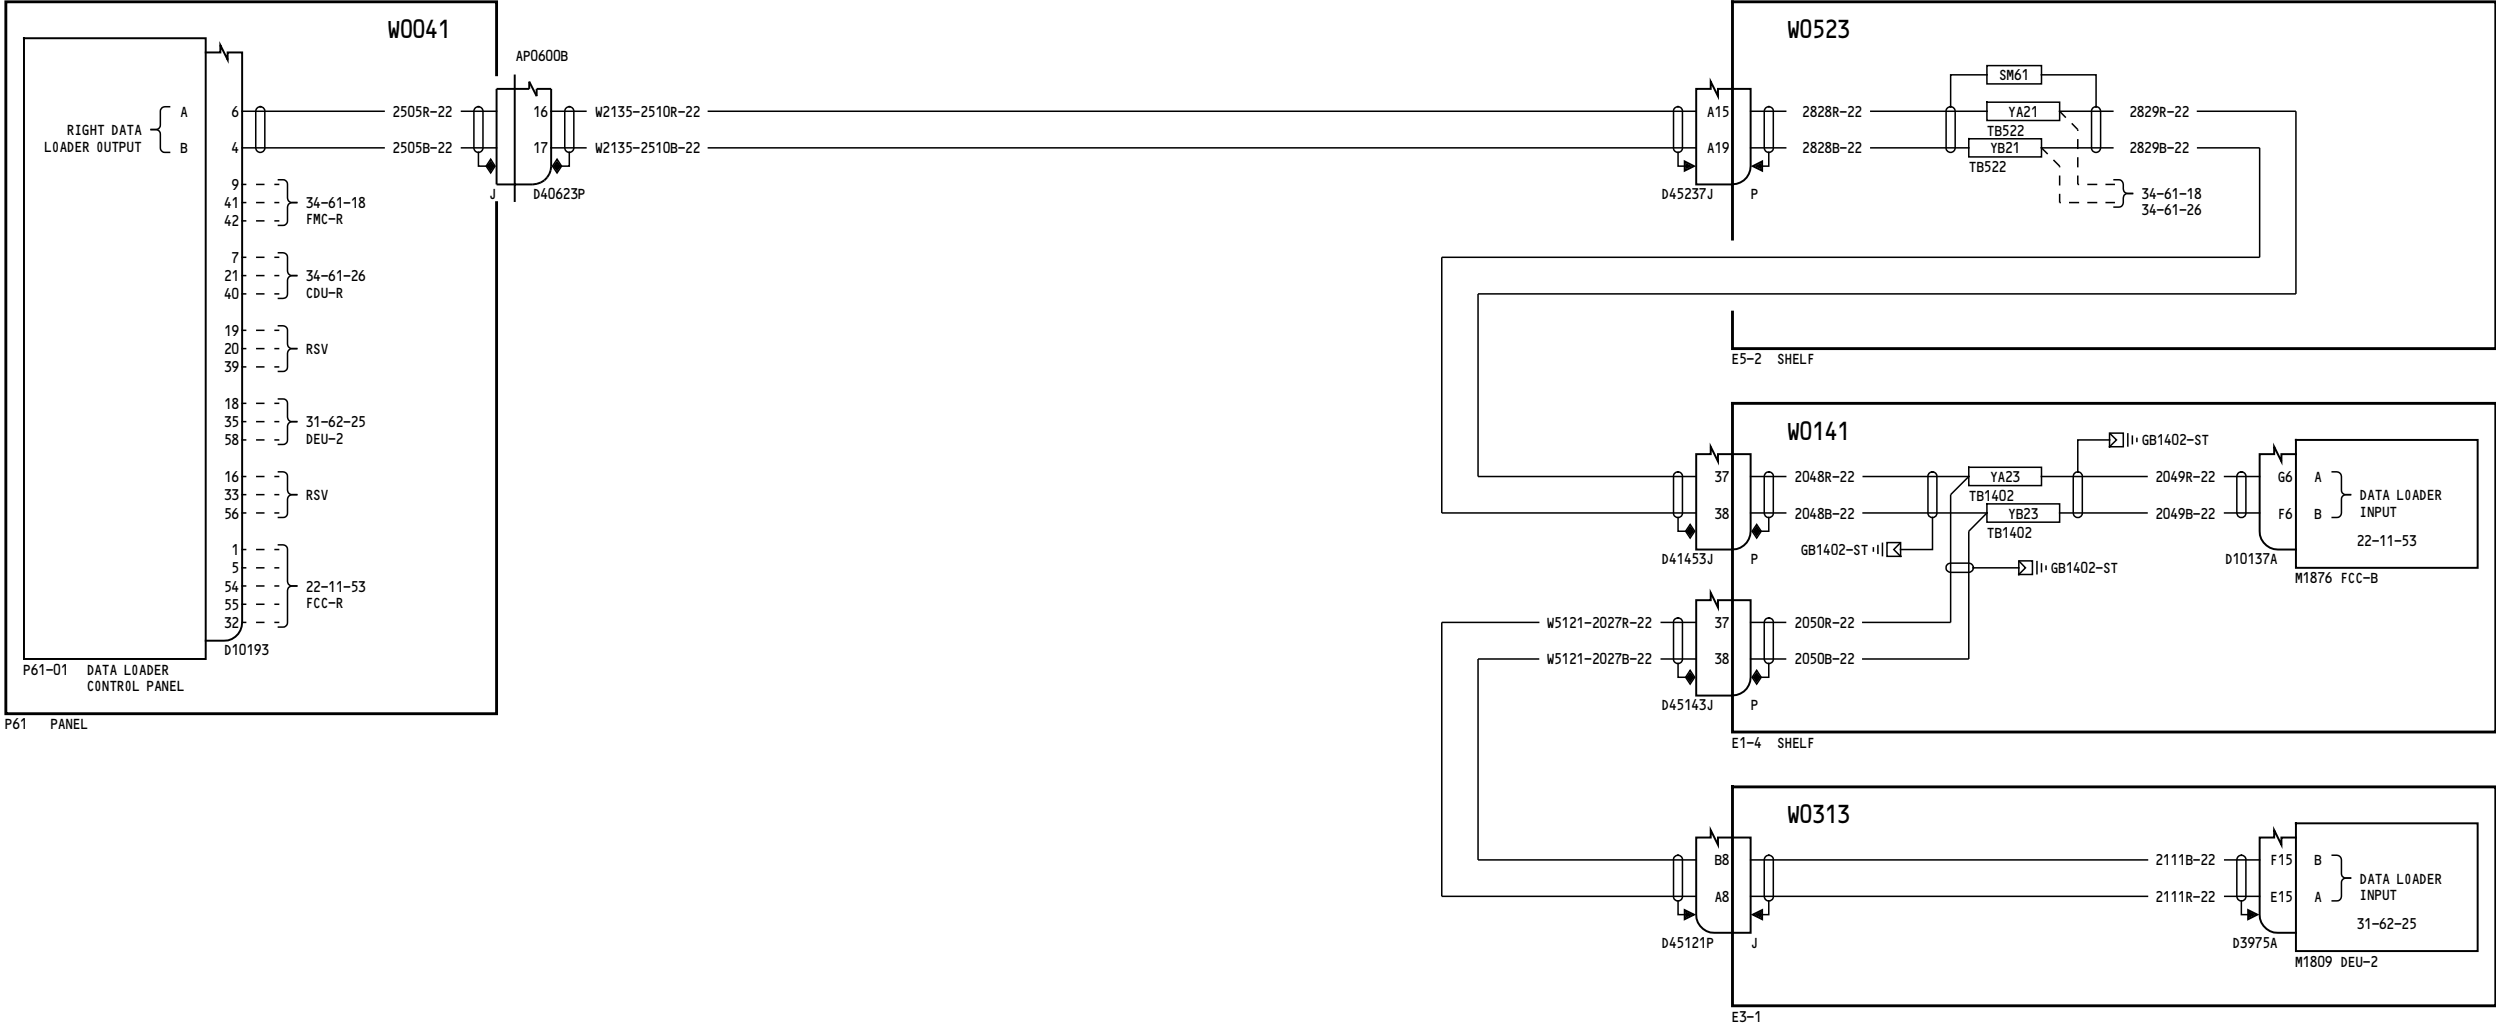 W0041
AP0600B
RIGHT DATA
LOADER OUTPUT
A
B
6
4
2505R-22
2505B-22
16
17
W2135-2510R-22
W2135-2510B-22
J
D40623P
9
41
42
34-61-18
FMC-R
7
21
40
34-61-26
CDU-R
19
20
39
RSV
18
35
58
31-62-25
DEU-2
16
33
56
RSV
1
5
54
55
32
22-11-53
FCC-R
D10193
P61-01 DATA LOADER
CONTROL PANEL
P61 PANEL
W0523
A15
A19
D45237J
P
2828R-22
2828B-22
SM61
YA21
TB522
YB21
TB522
2829R-22
2829B-22
34-61-18
34-61-26
E5-2 SHELF
W0141
37
38
D41453J
P
2048R-22
2048B-22
GB1402-ST
YA23
TB1402
YB23
TB1402
GB1402-ST
GB1402-ST
2049R-22
2049B-22
G6
F6
D10137A
A
B
DATA LOADER
INPUT
22-11-53
M1876 FCC-B
W5121-2027R-22
W5121-2027B-22
37
38
D45143J
P
2050R-22
2050B-22
E1-4 SHELF
W0313
B8
A8
D45121P
J
2111B-22
2111R-22
F15
E15
D3975A
B
A
DATA LOADER
INPUT
31-62-25
M1809 DEU-2
E3-1